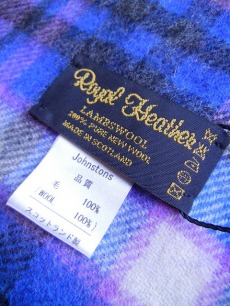 Royal Heather
LAMBSWOOL
100% PURE NEW WOOL
MADE IN SCOTLAND
Johnstons
品質
毛 100%
WOOL 100%)
スコットランド製